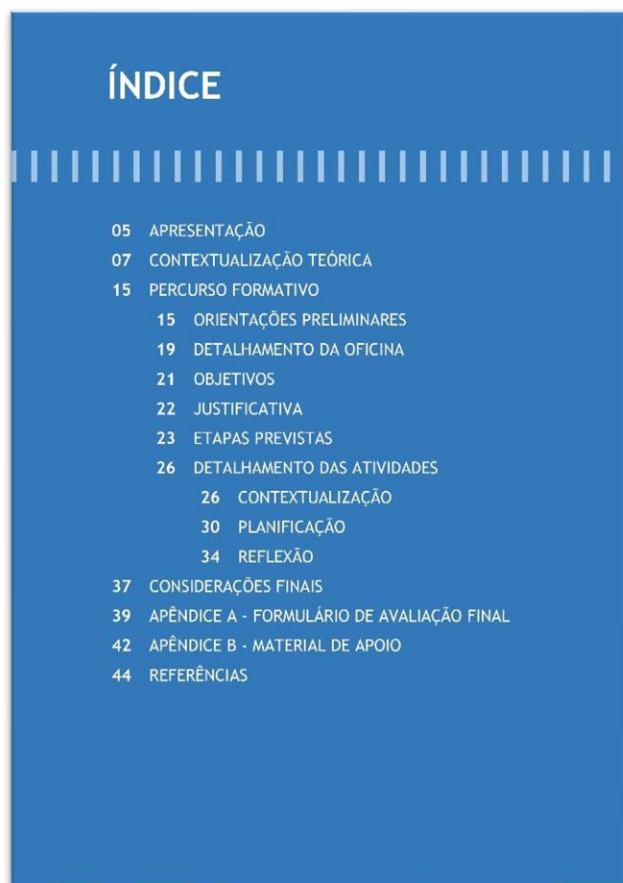 ÍNDICE
05 APRESENTAÇÃO
07 CONTEXTUALIZAÇÃO TEÓRICA
15 PERCURSO FORMATIVO
15 ORIENTAÇÕES PRELIMINARES
19 DETALHAMENTO DA OFICINA
21 OBJETIVOS
22 JUSTIFICATIVA
23 ETAPAS PREVISTAS
26 DETALHAMENTO DAS ATIVIDADES
26 CONTEXTUALIZAÇÃO
30 PLANIFICAÇÃO
34 REFLEXÃO
37 CONSIDERAÇÕES FINAIS
39 APÊNDICE A - FORMULÁRIO DE AVALIAÇÃO FINAL
42 APÊNDICE B - MATERIAL DE APOIO
44 REFERÊNCIAS